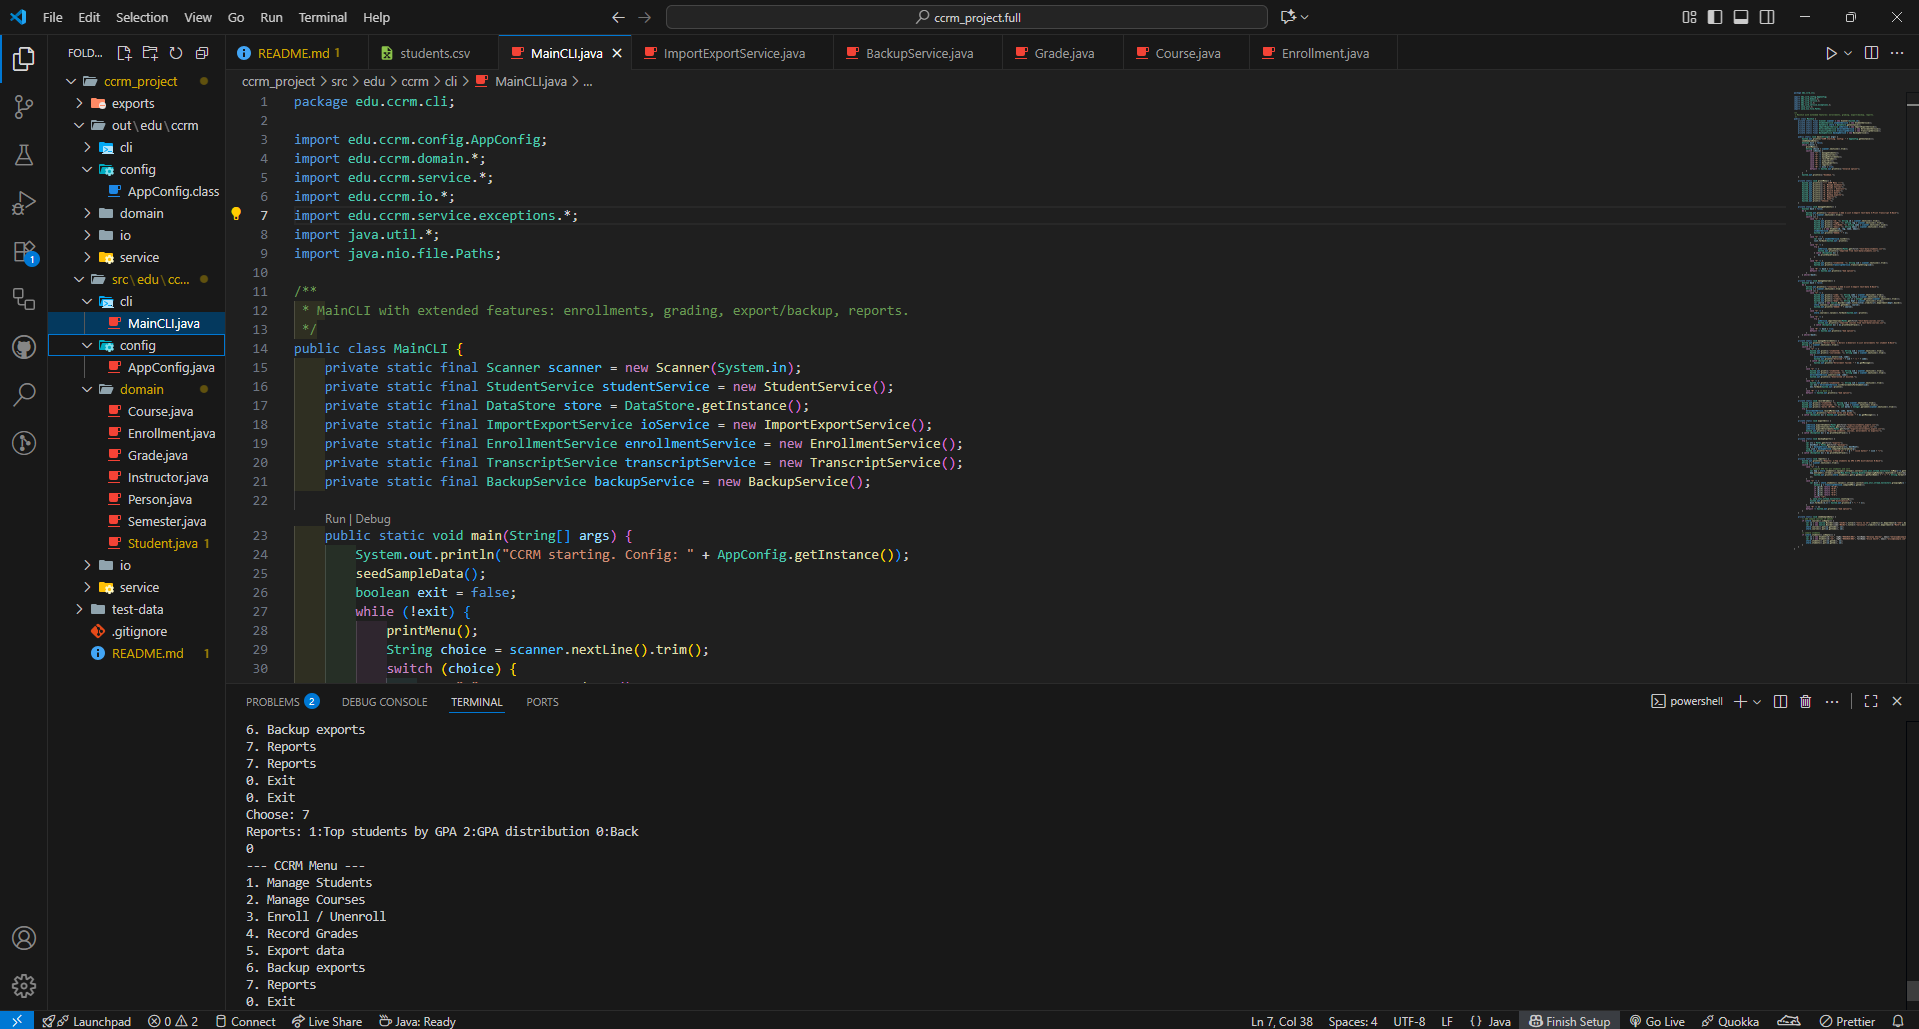 File Edit Selection View Go Run Terminal Help
ccrm_project.full
FOLD...
ccrm_project
exports
out\edu\ccrm
cli
config
AppConfig.class
domain
io
service
src\edu\cc...
cli
MainCLI.java
config
AppConfig.java
domain
Course.java
Enrollment.java
Grade.java
Instructor.java
Person.java
Semester.java
Student.java 1
io
service
test-data
.gitignore
README.md 1
1
README.md 1 students.csv MainCLI.java ImportExportService.java BackupService.java Grade.java Course.java Enrollment.java
ccrm_project > src > edu > ccrm > cli > MainCLI.java > ...
1 package edu.ccrm.cli;
2
3 import edu.ccrm.config.AppConfig;
4 import edu.ccrm.domain.*;
5 import edu.ccrm.service.*;
6 import edu.ccrm.io.*;
7 import edu.ccrm.service.exceptions.*;
8 import java.util.*;
9 import java.nio.file.Paths;
10
11 /**
12 * MainCLI with extended features: enrollments, grading, export/backup, reports.
13 */
14 public class MainCLI {
15 private static final Scanner scanner = new Scanner(System.in);
16 private static final StudentService studentService = new StudentService();
17 private static final DataStore store = DataStore.getInstance();
18 private static final ImportExportService ioService = new ImportExportService();
19 private static final EnrollmentService enrollmentService = new EnrollmentService();
20 private static final TranscriptService transcriptService = new TranscriptService();
21 private static final BackupService backupService = new BackupService();
22
Run | Debug
23 public static void main(String[] args) {
24 System.out.println("CCRM starting. Config: " + AppConfig.getInstance());
25 seedSampleData();
26 boolean exit = false;
27 while (!exit) {
28 printMenu();
29 String choice = scanner.nextLine().trim();
30 switch (choice) {
PROBLEMS 2 DEBUG CONSOLE TERMINAL PORTS
powershell
6. Backup exports
7. Reports
7. Reports
0. Exit
0. Exit
Choose: 7
Reports: 1:Top students by GPA 2:GPA distribution 0:Back
0
--- CCRM Menu ---
1. Manage Students
2. Manage Courses
3. Enroll / Unenroll
4. Record Grades
5. Export data
6. Backup exports
7. Reports
0. Exit
Launchpad 0 2 Connect Live Share Java: Ready
Ln 7, Col 38 Spaces: 4 UTF-8 LF {} Java Finish Setup Go Live Quokka Prettier